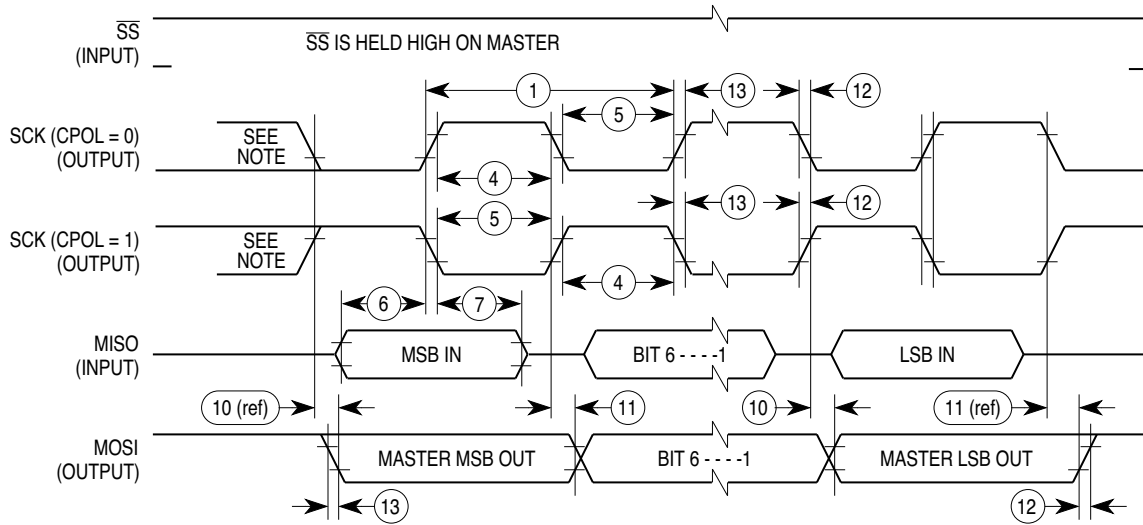 SS
(INPUT)
SS IS HELD HIGH ON MASTER
1
13
12
5
SCK (CPOL = 0)
(OUTPUT)
SEE
NOTE
4
13
12
5
SCK (CPOL = 1)
(OUTPUT)
SEE
NOTE
4
6
7
MISO
(INPUT)
MSB IN
BIT 6 - - - -1
LSB IN
10 (ref)
11
10
11 (ref)
MOSI
(OUTPUT)
MASTER MSB OUT
BIT 6 - - - -1
MASTER LSB OUT
13
12